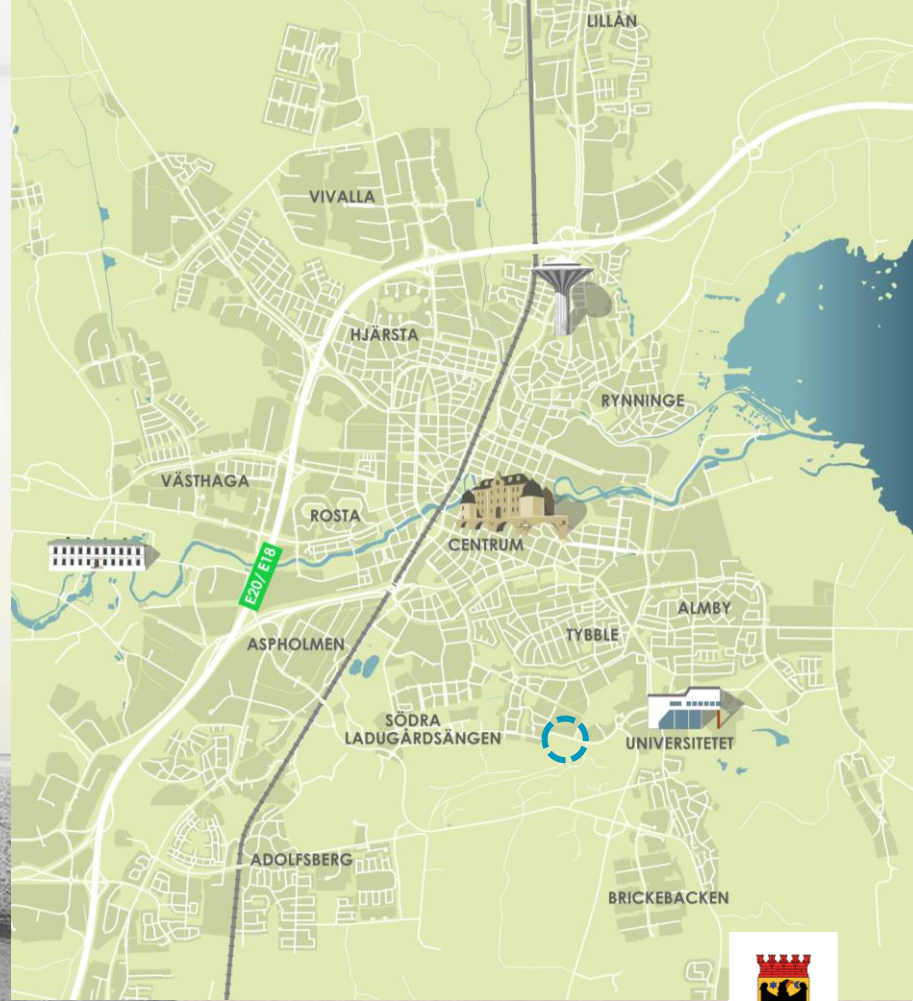 LILLÅN
VIVALLA
HJÄRSTA
RYNNINGE
VÄSTHAGA
ROSTA
CENTRUM
E20/ E18
ALMBY
TYBBLE
ASPHOLMEN
SÖDRA
LADUGÅRDSÄNGEN
UNIVERSITETET
ADOLFSBERG
BRICKEBACKEN